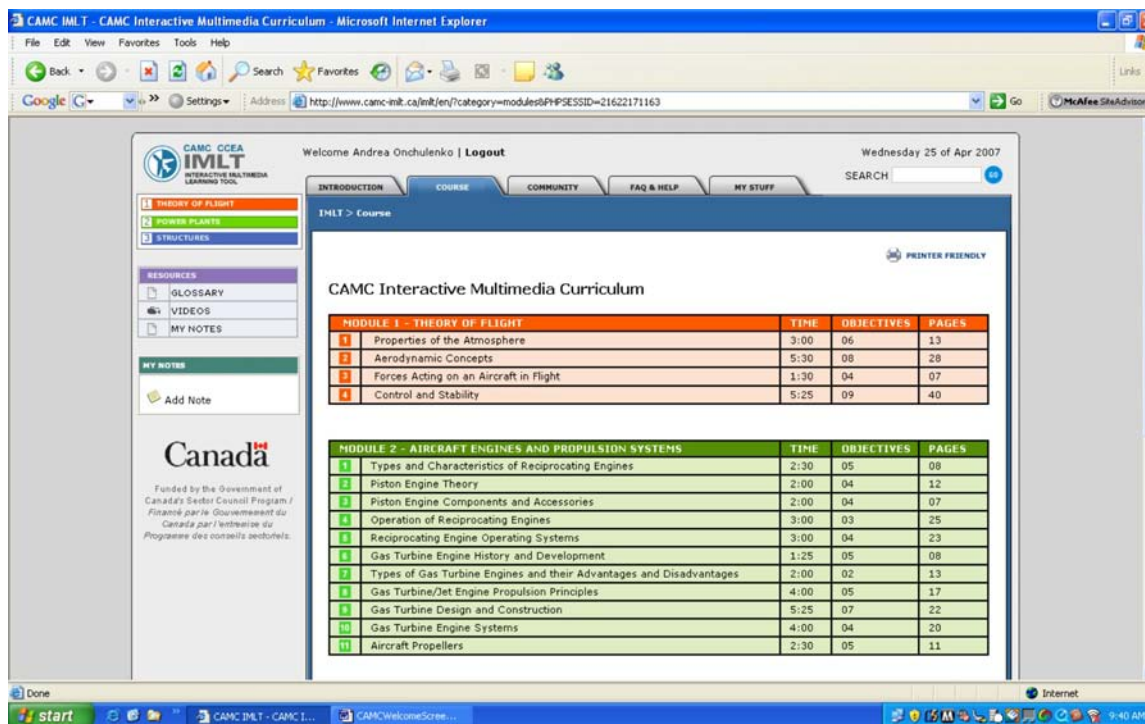 CAMC IMLT - CAMC Interactive Multimedia Curriculum - Microsoft Internet Explorer
File Edit View Favorites Tools Help
Back Search Favorites
Links
Google G Settings Address http://www.camc-imlt.ca/imlt/en/?category=modules&PHPSESSID=21622171163 Go McAfee SiteAdvisor
CAMC CCEA
IMLT
INTERACTIVE MULTIMEDIA
LEARNING TOOL
Welcome Andrea Onchulenko | Logout
Wednesday 25 of Apr 2007
SEARCH GO
INTRODUCTION COURSE COMMUNITY FAQ & HELP MY STUFF
IMLT > Course
1 THEORY OF FLIGHT
2 POWER PLANTS
3 STRUCTURES
RESOURCES
GLOSSARY
VIDEOS
MY NOTES
MY NOTES
Add Note
Canada
Funded by the Government of
Canada's Sector Council Program /
Financé par le Gouvernement du
Canada par l'entremise du
Programme des conseils sectoriels.
PRINTER FRIENDLY
CAMC Interactive Multimedia Curriculum
MODULE 1 - THEORY OF FLIGHT TIME OBJECTIVES PAGES
1 Properties of the Atmosphere 3:00 06 13
2 Aerodynamic Concepts 5:30 08 28
3 Forces Acting on an Aircraft in Flight 1:30 04 07
4 Control and Stability 5:25 09 40
MODULE 2 - AIRCRAFT ENGINES AND PROPULSION SYSTEMS TIME OBJECTIVES PAGES
1 Types and Characteristics of Reciprocating Engines 2:30 05 08
2 Piston Engine Theory 2:00 04 12
3 Piston Engine Components and Accessories 2:00 04 07
4 Operation of Reciprocating Engines 3:00 03 25
5 Reciprocating Engine Operating Systems 3:00 04 23
6 Gas Turbine Engine History and Development 1:25 05 08
7 Types of Gas Turbine Engines and their Advantages and Disadvantages 2:00 02 13
8 Gas Turbine/Jet Engine Propulsion Principles 4:00 05 17
9 Gas Turbine Design and Construction 5:25 07 22
10 Gas Turbine Engine Systems 4:00 04 20
11 Aircraft Propellers 2:30 05 11
Done Internet
start CAMC IMLT - CAMC I... CAMCWelcomeScree... 9:40 AM